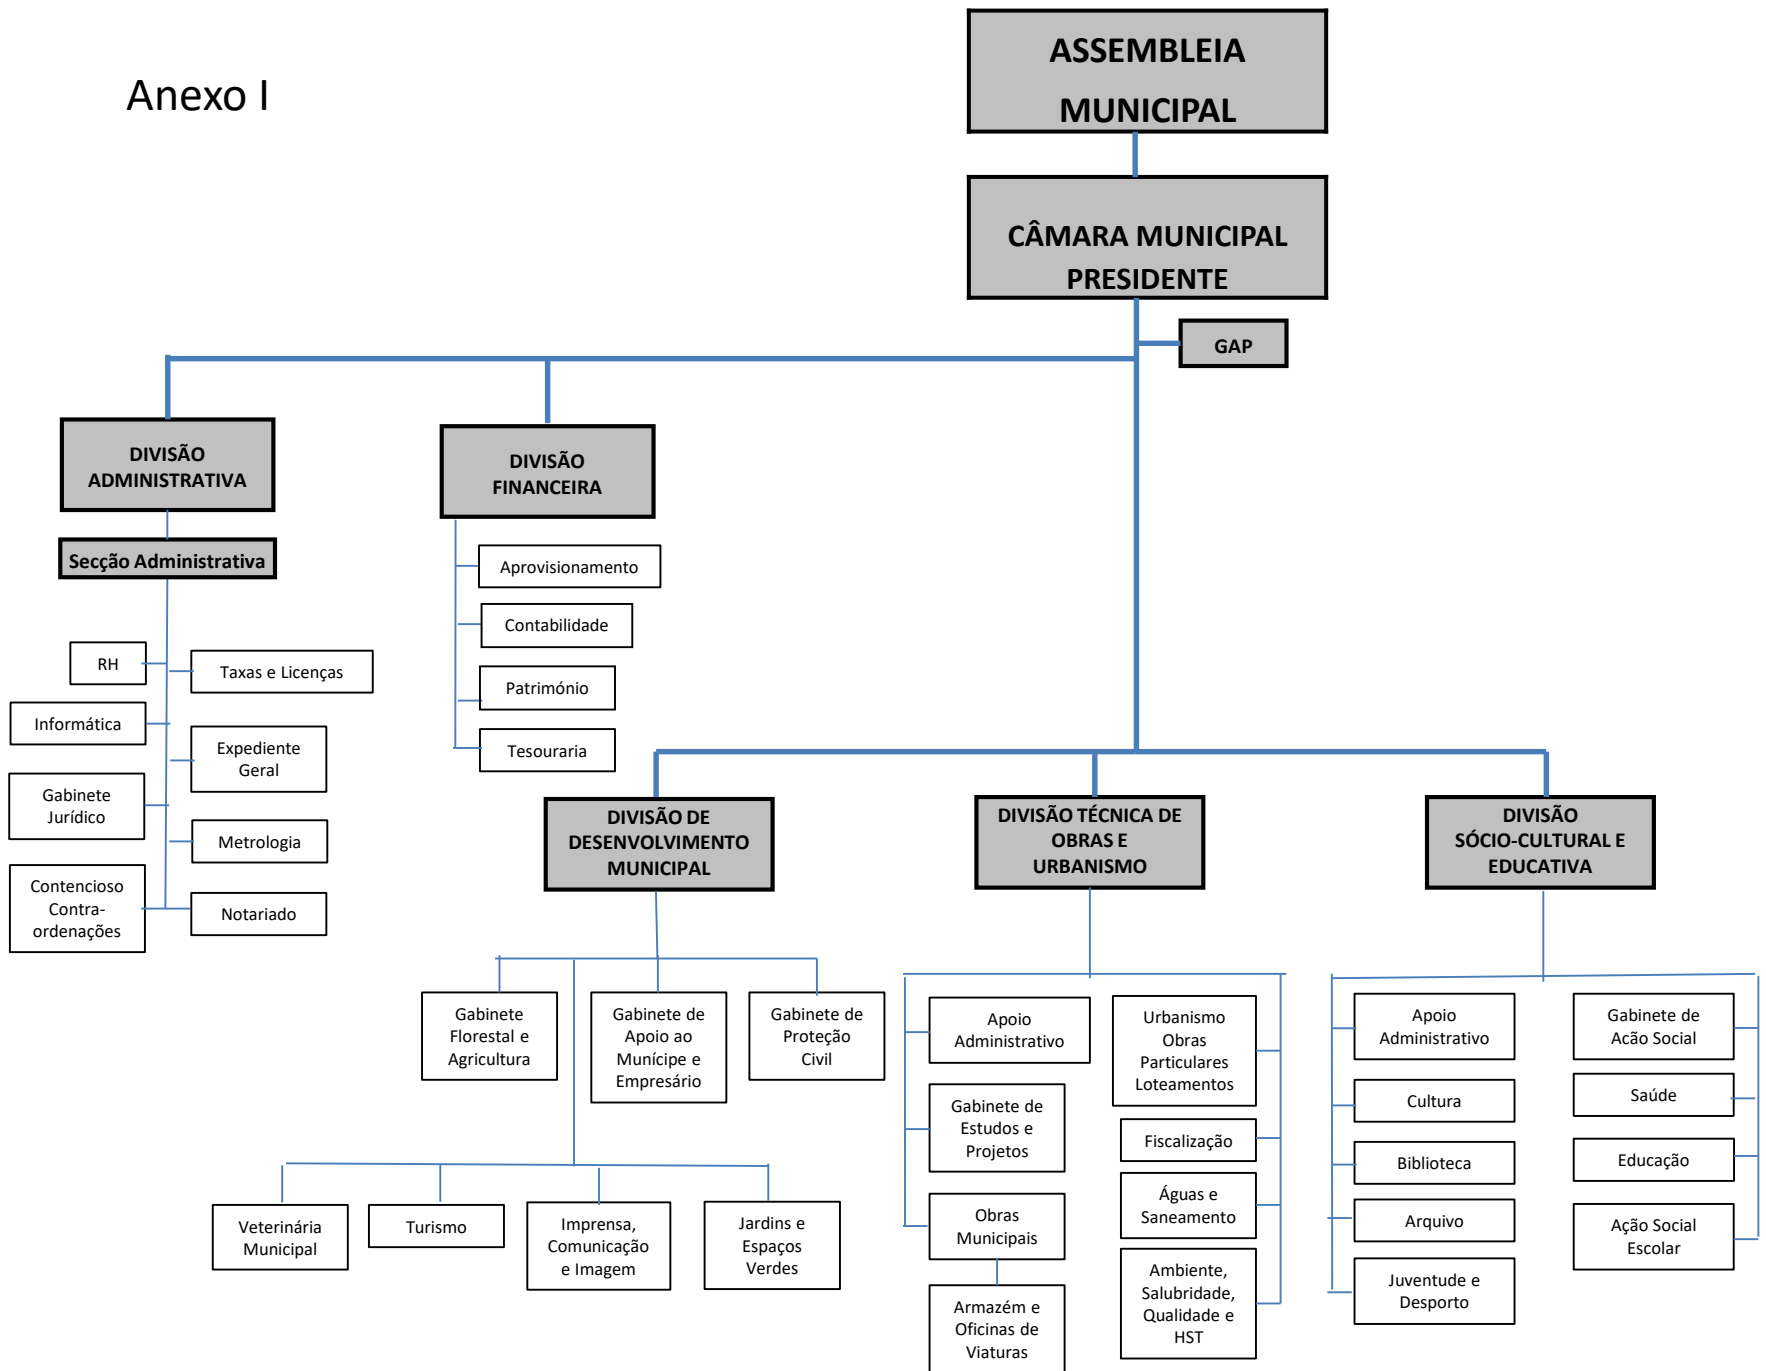 Anexo I
ASSEMBLEIA
MUNICIPAL
CÂMARA MUNICIPAL
PRESIDENTE
GAP
DIVISÃO
ADMINISTRATIVA
DIVISÃO
FINANCEIRA
Secção Administrativa
Aprovisionamento
Contabilidade
Património
Tesouraria
RH
Taxas e Licenças
Informática
Expediente
Geral
Gabinete
Jurídico
Metrologia
Contencioso
Contra-
ordenações
Notariado
DIVISÃO DE
DESENVOLVIMENTO
MUNICIPAL
DIVISÃO TÉCNICA DE
OBRAS E
URBANISMO
DIVISÃO
SÓCIO-CULTURAL E
EDUCATIVA
Gabinete
Florestal e
Agricultura
Gabinete de
Apoio ao
Munícipe e
Empresário
Gabinete de
Proteção
Civil
Veterinária
Municipal
Turismo
Imprensa,
Comunicação
e Imagem
Jardins e
Espaços
Verdes
Apoio
Administrativo
Gabinete de
Estudos e
Projetos
Obras
Municipais
Armazém e
Oficinas de
Viaturas
Urbanismo
Obras
Particulares
Loteamentos
Fiscalização
Águas e
Saneamento
Ambiente,
Salubridade,
Qualidade e
HST
Apoio
Administrativo
Cultura
Biblioteca
Arquivo
Juventude e
Desporto
Gabinete de
Acão Social
Saúde
Educação
Ação Social
Escolar